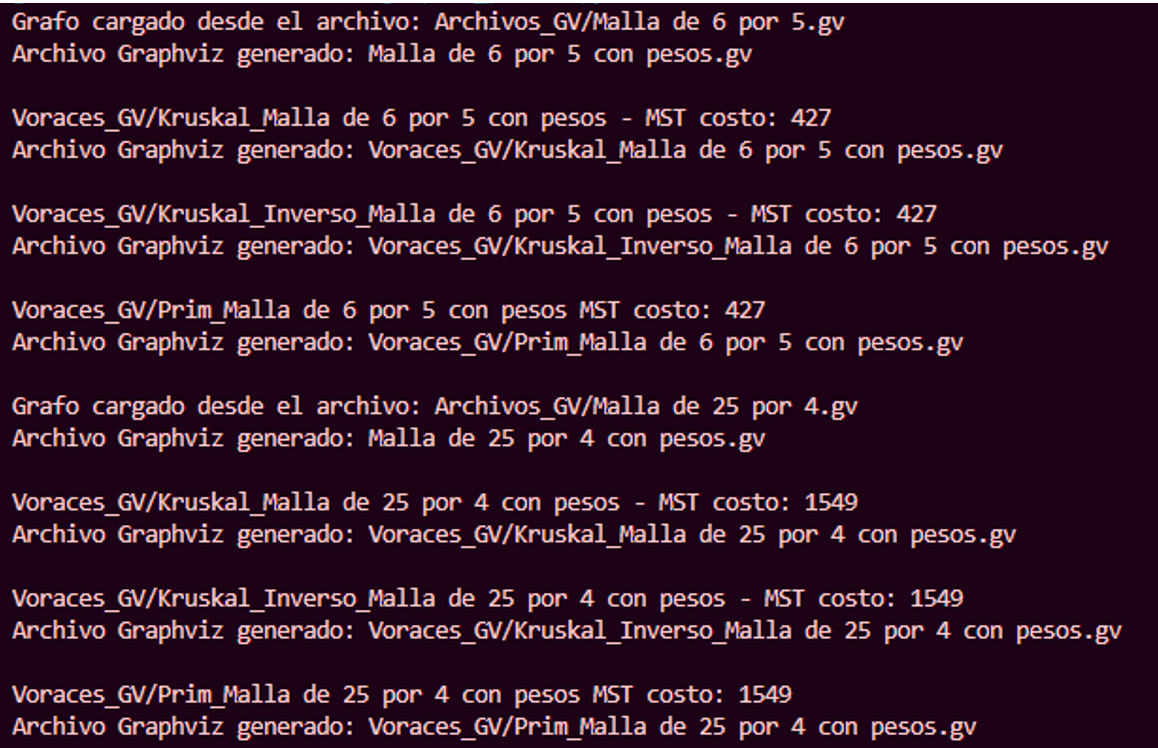 Grafo cargado desde el archivo: Archivos_GV/Malla de 6 por 5.gv
Archivo Graphviz generado: Malla de 6 por 5 con pesos.gv
Voraces_GV/Kruskal_Malla de 6 por 5 con pesos - MST costo: 427
Archivo Graphviz generado: Voraces_GV/Kruskal_Malla de 6 por 5 con pesos.gv
Voraces_GV/Kruskal_Inverso_Malla de 6 por 5 con pesos - MST costo: 427
Archivo Graphviz generado: Voraces_GV/Kruskal_Inverso_Malla de 6 por 5 con pesos.gv
Voraces_GV/Prim_Malla de 6 por 5 con pesos MST costo: 427
Archivo Graphviz generado: Voraces_GV/Prim_Malla de 6 por 5 con pesos.gv
Grafo cargado desde el archivo: Archivos_GV/Malla de 25 por 4.gv
Archivo Graphviz generado: Malla de 25 por 4 con pesos.gv
Voraces_GV/Kruskal_Malla de 25 por 4 con pesos - MST costo: 1549
Archivo Graphviz generado: Voraces_GV/Kruskal_Malla de 25 por 4 con pesos.gv
Voraces_GV/Kruskal_Inverso_Malla de 25 por 4 con pesos - MST costo: 1549
Archivo Graphviz generado: Voraces_GV/Kruskal_Inverso_Malla de 25 por 4 con pesos.gv
Voraces_GV/Prim_Malla de 25 por 4 con pesos MST costo: 1549
Archivo Graphviz generado: Voraces_GV/Prim_Malla de 25 por 4 con pesos.gv